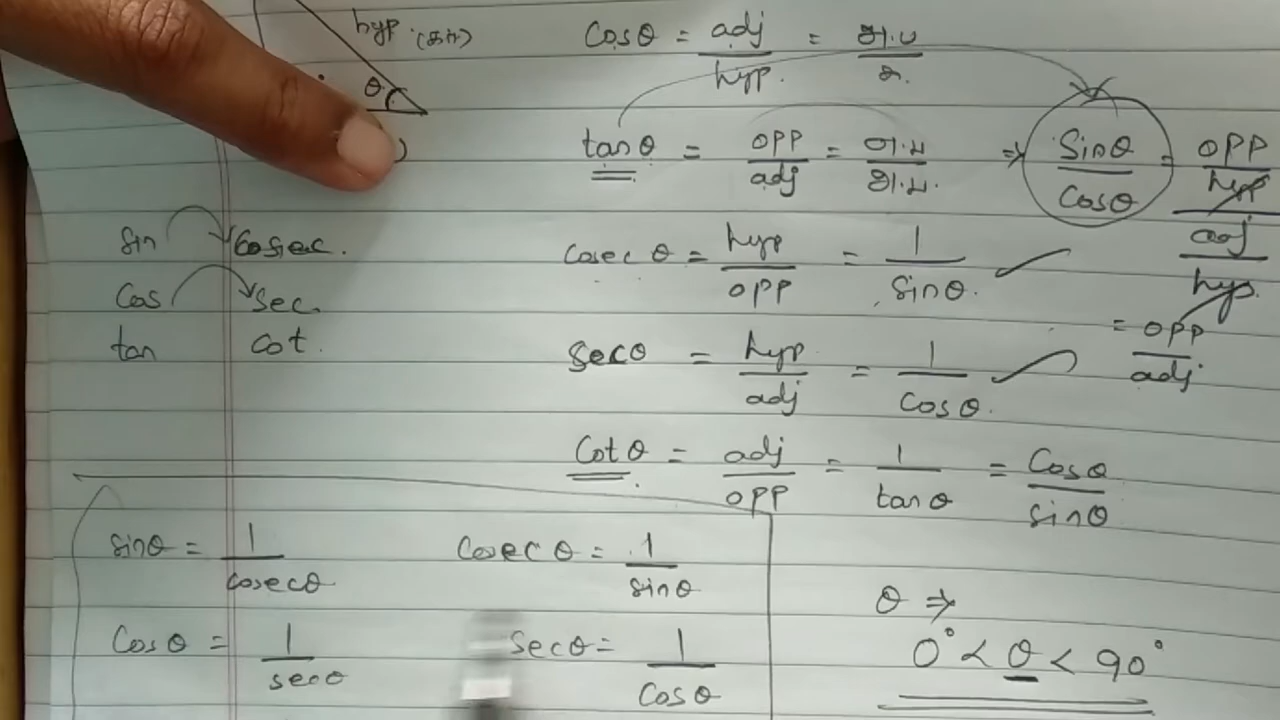 hyp.
θ
Cosθ = adj/hyp. =
tanθ = opp/adj = ⇒ Sinθ/Cosθ = opp/hyp / adj/hyp.
= opp/adj
Sin Cosec.
Cos Sec.
tan Cot.
Cosec θ = hyp/opp = 1/Sinθ.
Secθ = hyp/adj = 1/Cosθ.
Cotθ = adj/opp = 1/tanθ = Cosθ/Sinθ
Sinθ = 1/Cosecθ
Cosec θ = 1/Sinθ
Cosθ = 1/secθ
Secθ = 1/Cosθ
θ ⇒
0° < θ < 90°